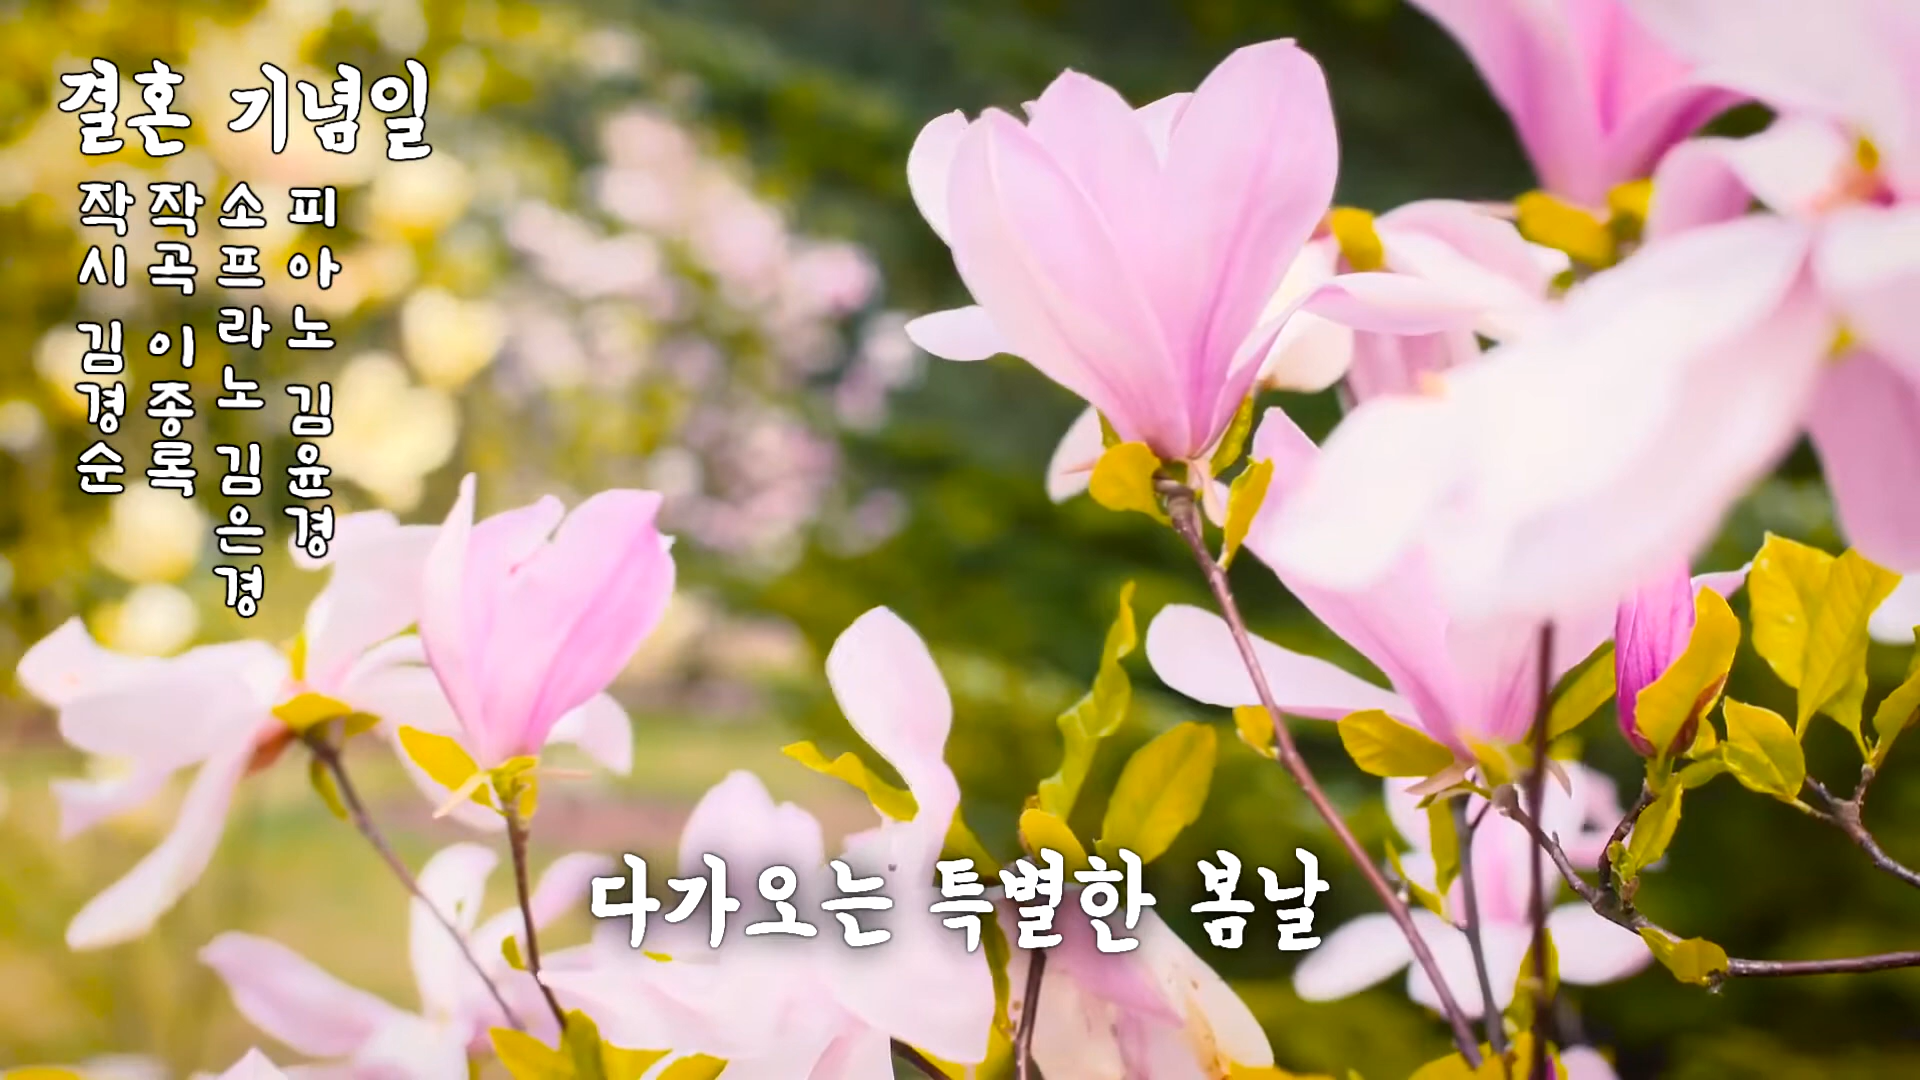 결혼 기념일
작시 김경순
작곡 이종록
소프라노 김은경
피아노 김윤경
다가오는 특별한 봄날